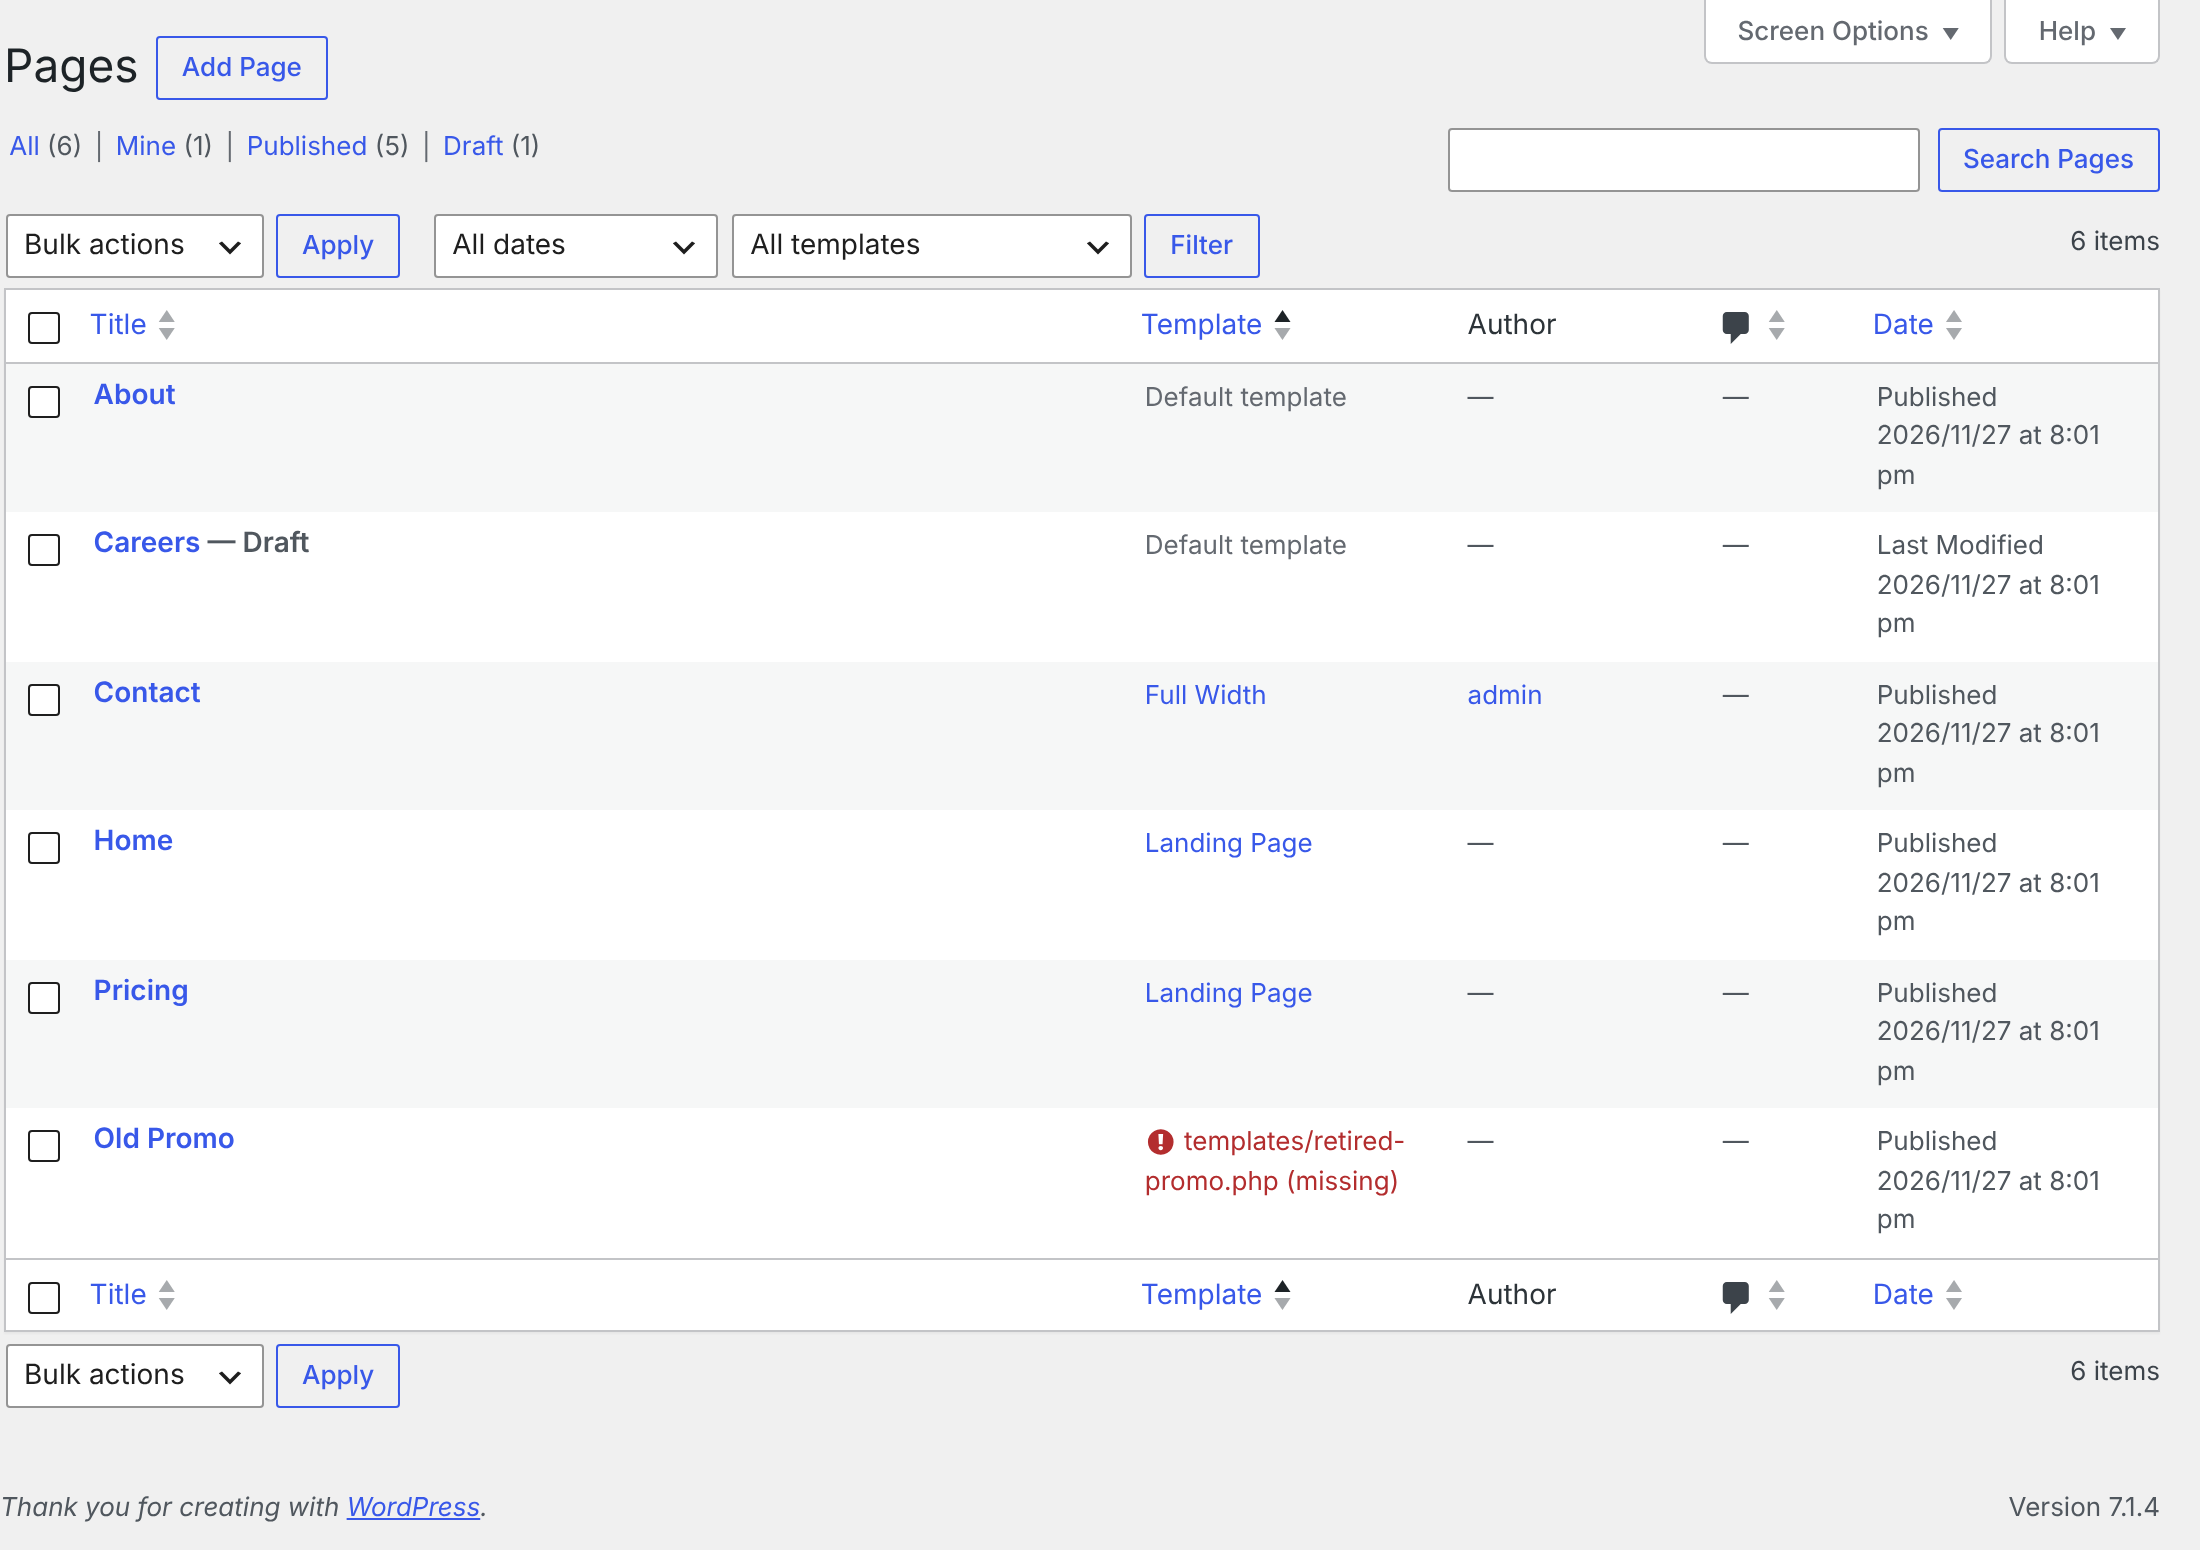 Screen Options ▼
Help ▼
Pages
Add Page
All (6) | Mine (1) | Published (5) | Draft (1)
Search Pages
Bulk actions
Apply
All dates
All templates
Filter
6 items
Title
Template
Author
Date
About
Default template
—
—
Published
2026/11/27 at 8:01
pm
Careers — Draft
Default template
—
—
Last Modified
2026/11/27 at 8:01
pm
Contact
Full Width
admin
—
Published
2026/11/27 at 8:01
pm
Home
Landing Page
—
—
Published
2026/11/27 at 8:01
pm
Pricing
Landing Page
—
—
Published
2026/11/27 at 8:01
pm
Old Promo
templates/retired-
promo.php (missing)
—
—
Published
2026/11/27 at 8:01
pm
Title
Template
Author
Date
Bulk actions
Apply
6 items
Thank you for creating with WordPress.
Version 7.1.4